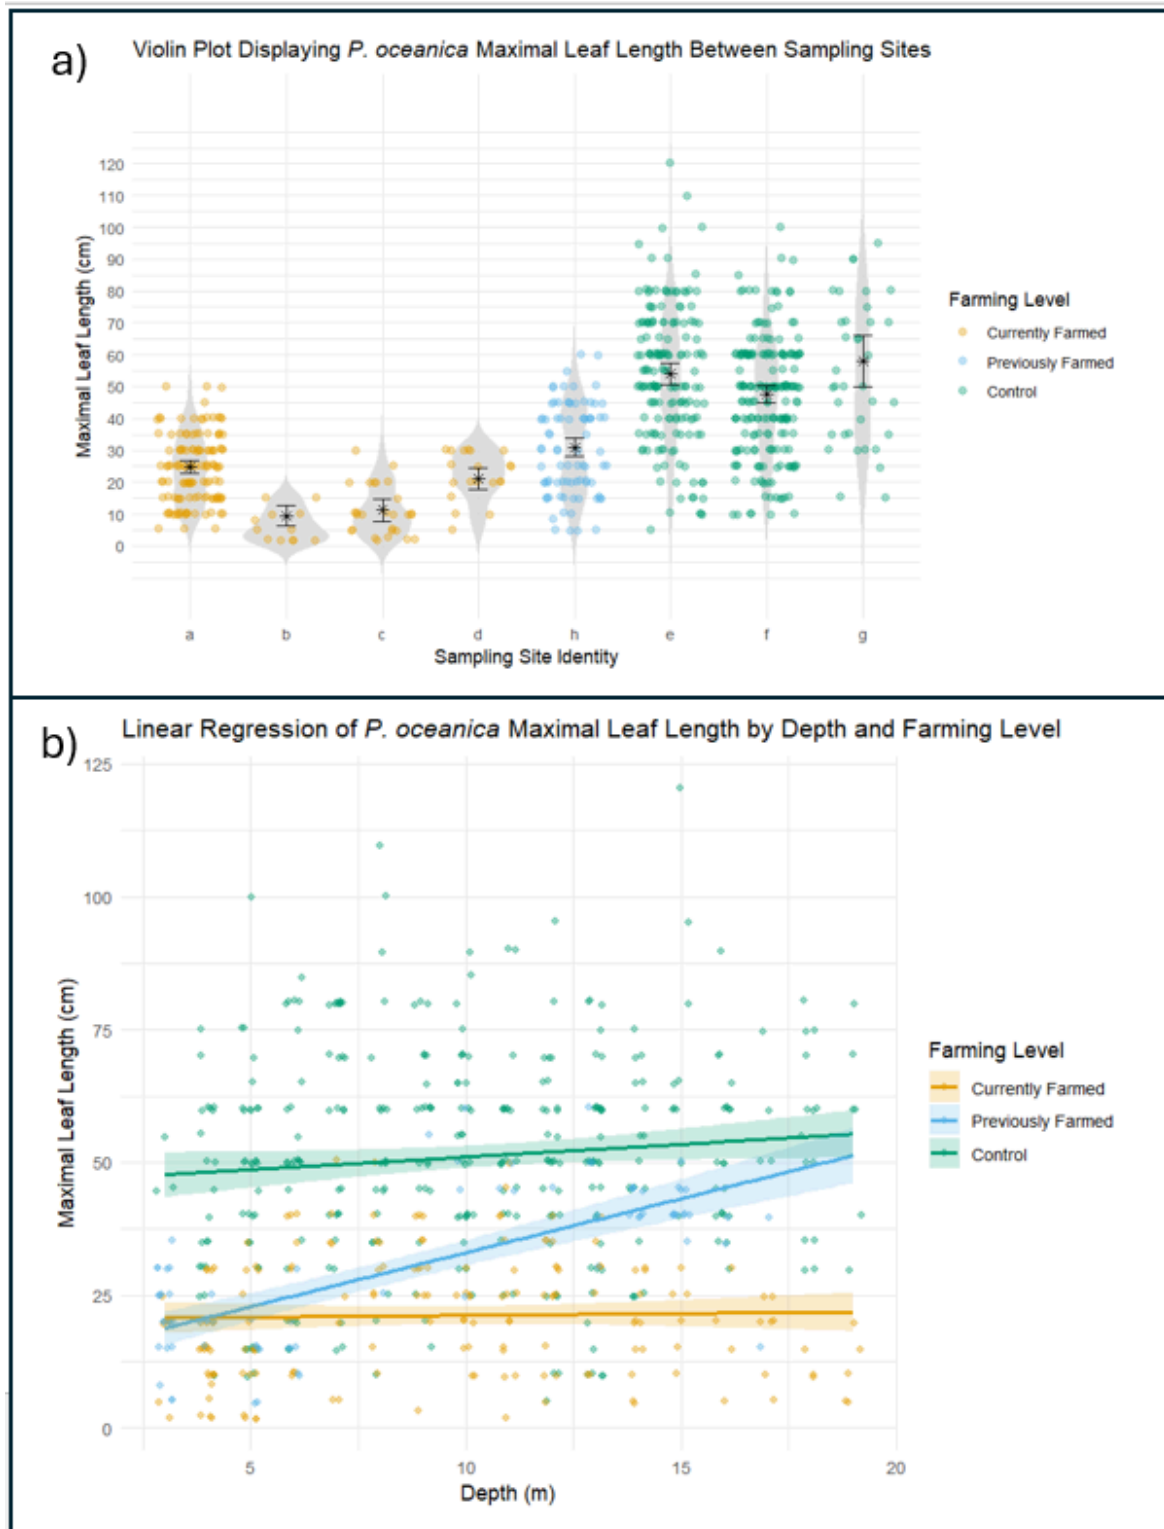 a)
Violin Plot Displaying P. oceanica Maximal Leaf Length Between Sampling Sites
Maximal Leaf Length (cm)
120
110
100
90
80
70
60
50
40
30
20
10
0
a b c d h e f g
Sampling Site Identity
Farming Level
Currently Farmed
Previously Farmed
Control
b)
Linear Regression of P. oceanica Maximal Leaf Length by Depth and Farming Level
Maximal Leaf Length (cm)
125
100
75
50
25
0
5 10 15 20
Depth (m)
Farming Level
Currently Farmed
Previously Farmed
Control